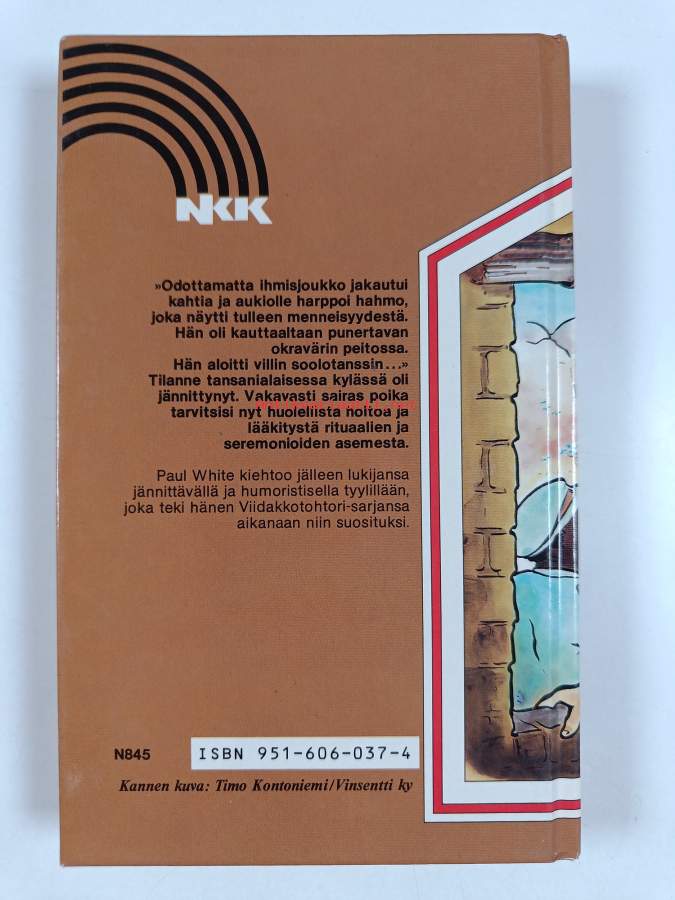 NKK
»Odottamatta ihmisjoukko jakautui
kahtia ja aukiolle harppoi hahmo,
joka näytti tulleen menneisyydestä.
Hän oli kauttaaltaan punertavan
okravärin peitossa.
Hän aloitti villin soolotanssin...»
Tilanne tansanialaisessa kylässä oli
jännittynyt. Vakavasti sairas poika
tarvitsisi nyt huolellista hoitoa ja
lääkitystä rituaalien ja
seremonioiden asemesta.
Paul White kiehtoo jälleen lukijansa
jännittävällä ja humoristisella tyylillään,
joka teki hänen Viidakkotohtori-sarjansa
aikanaan niin suosituksi.
N845
ISBN 951-606-037-4
Kannen kuva: Timo Kontoniemi/Vinsentti ky